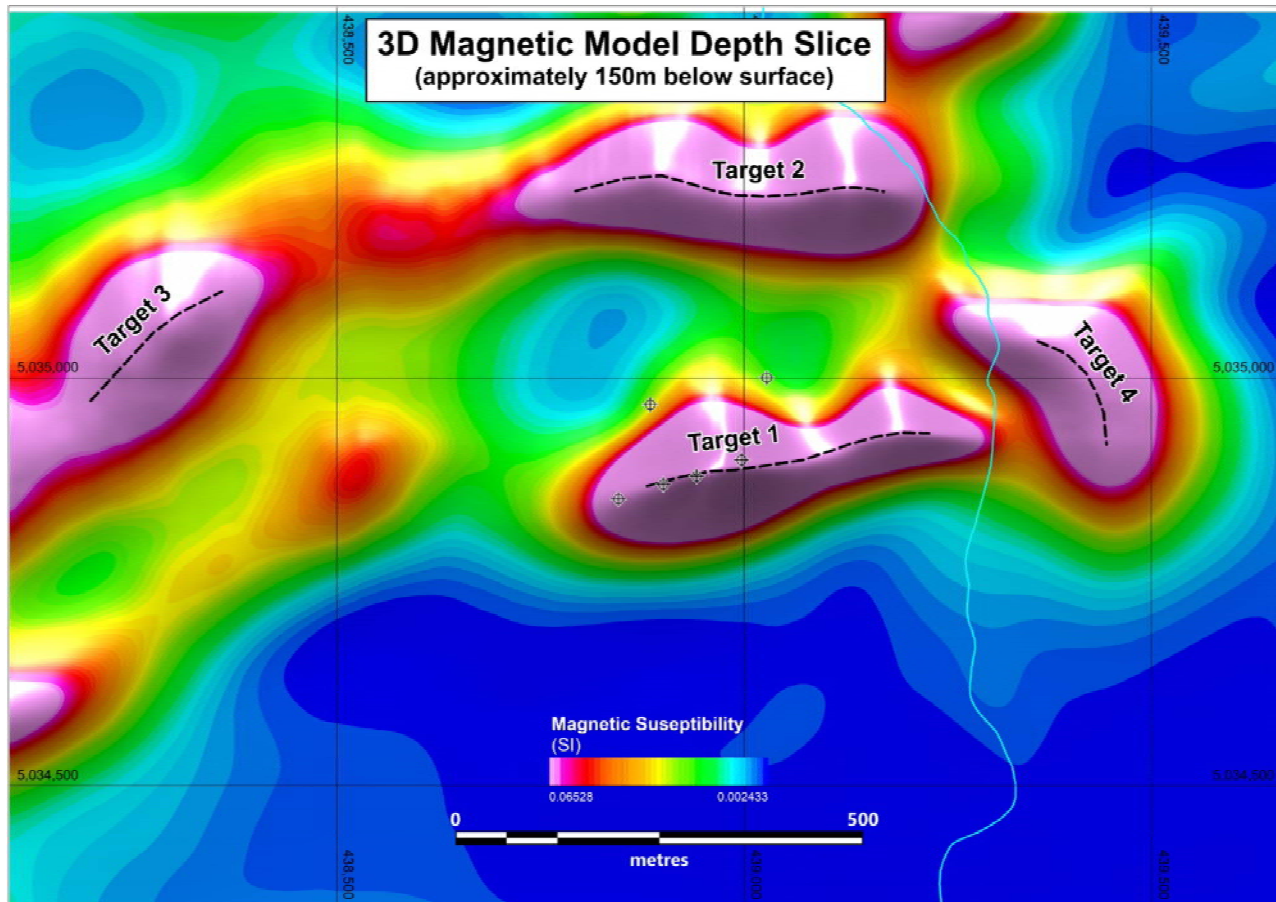 3D Magnetic Model Depth Slice
(approximately 150m below surface)
438,500
439,500
Target 2
Target 3
Target 4
5,035,000
5,035,000
Target 1
Magnetic Suseptibility
(SI)
5,034,500
5,034,500
0.06528
0.002433
0
500
metres
438,500
439,000
439,500